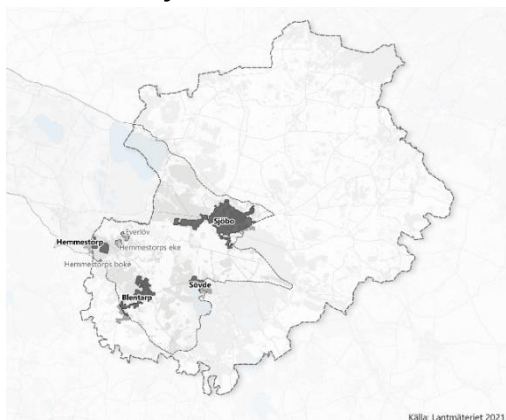 Sjöbo
Everlöv
Hemmestorp
Hemmestorps eke
Hemmestorps boke
Sövde
Blentarp
Källa: Lantmäteriet 2021